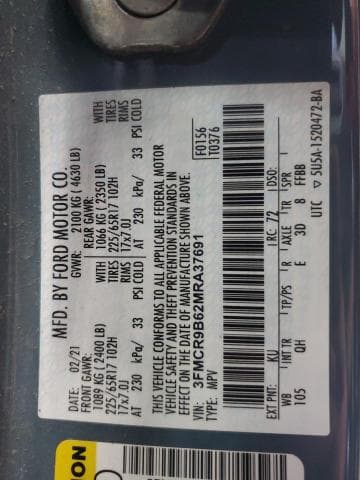 MFD. BY FORD MOTOR CO.
DATE: 02/21 GVWR: 2100 KG ( 4630 LB)
FRONT GAWR: REAR GAWR:
1089 KG ( 2400 LB) 1066 KG ( 2350 LB)
WITH TIRES RIMS
225/65R17 102H
17x7.0J
AT 230 kPa/ 33 PSI COLD
WITH TIRES RIMS
225/65R17 102H
17x7.0J
AT 230 kPa/ 33 PSI COLD
THIS VEHICLE CONFORMS TO ALL APPLICABLE FEDERAL MOTOR
VEHICLE SAFETY AND THEFT PREVENTION STANDARDS IN
EFFECT ON THE DATE OF MANUFACTURE SHOWN ABOVE.
VIN: 3FMCR9B62MRA37691
TYPE: MPV
F0156
T0376
EXT PNT: KU RC: 72 DSO:
WB INT TR TP/PS R AXLE TR SPR
105 QH E 3D 8 FFBB
UTC ▽ 5U5A-1520472-BA
ION